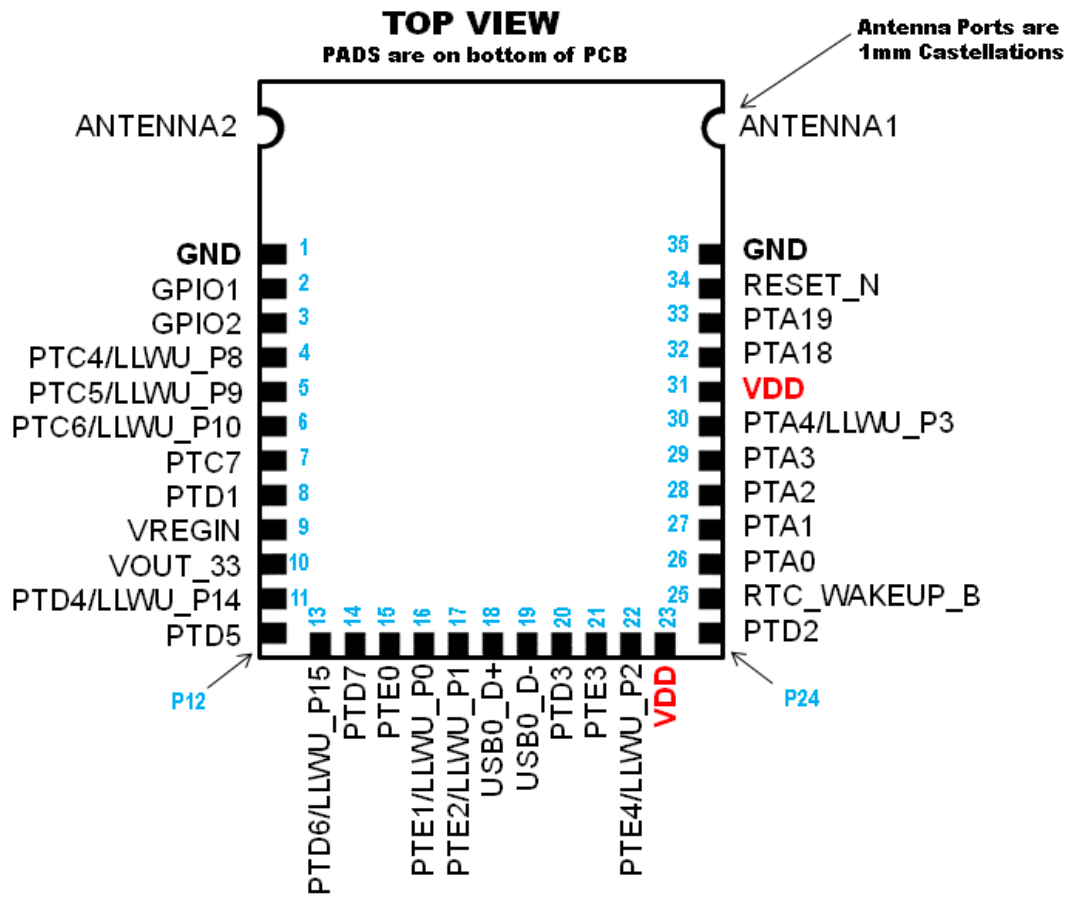 TOP VIEW
PADS are on bottom of PCB
Antenna Ports are
1mm Castellations
ANTENNA2
ANTENNA1
GND 1
GPIO1 2
GPIO2 3
PTC4/LLWU_P8 4
PTC5/LLWU_P9 5
PTC6/LLWU_P10 6
PTC7 7
PTD1 8
VREGIN 9
VOUT_33 10
PTD4/LLWU_P14 11
PTD5
P12
13 PTD6/LLWU_P15
14 PTD7
15 PTE0
16 PTE1/LLWU_P0
17 PTE2/LLWU_P1
18 USB0_D+
19 USB0_D-
20 PTD3
21 PTE3
22 PTE4/LLWU_P2
23 VDD
35 GND
34 RESET_N
33 PTA19
32 PTA18
31 VDD
30 PTA4/LLWU_P3
29 PTA3
28 PTA2
27 PTA1
26 PTA0
25 RTC_WAKEUP_B
PTD2
P24